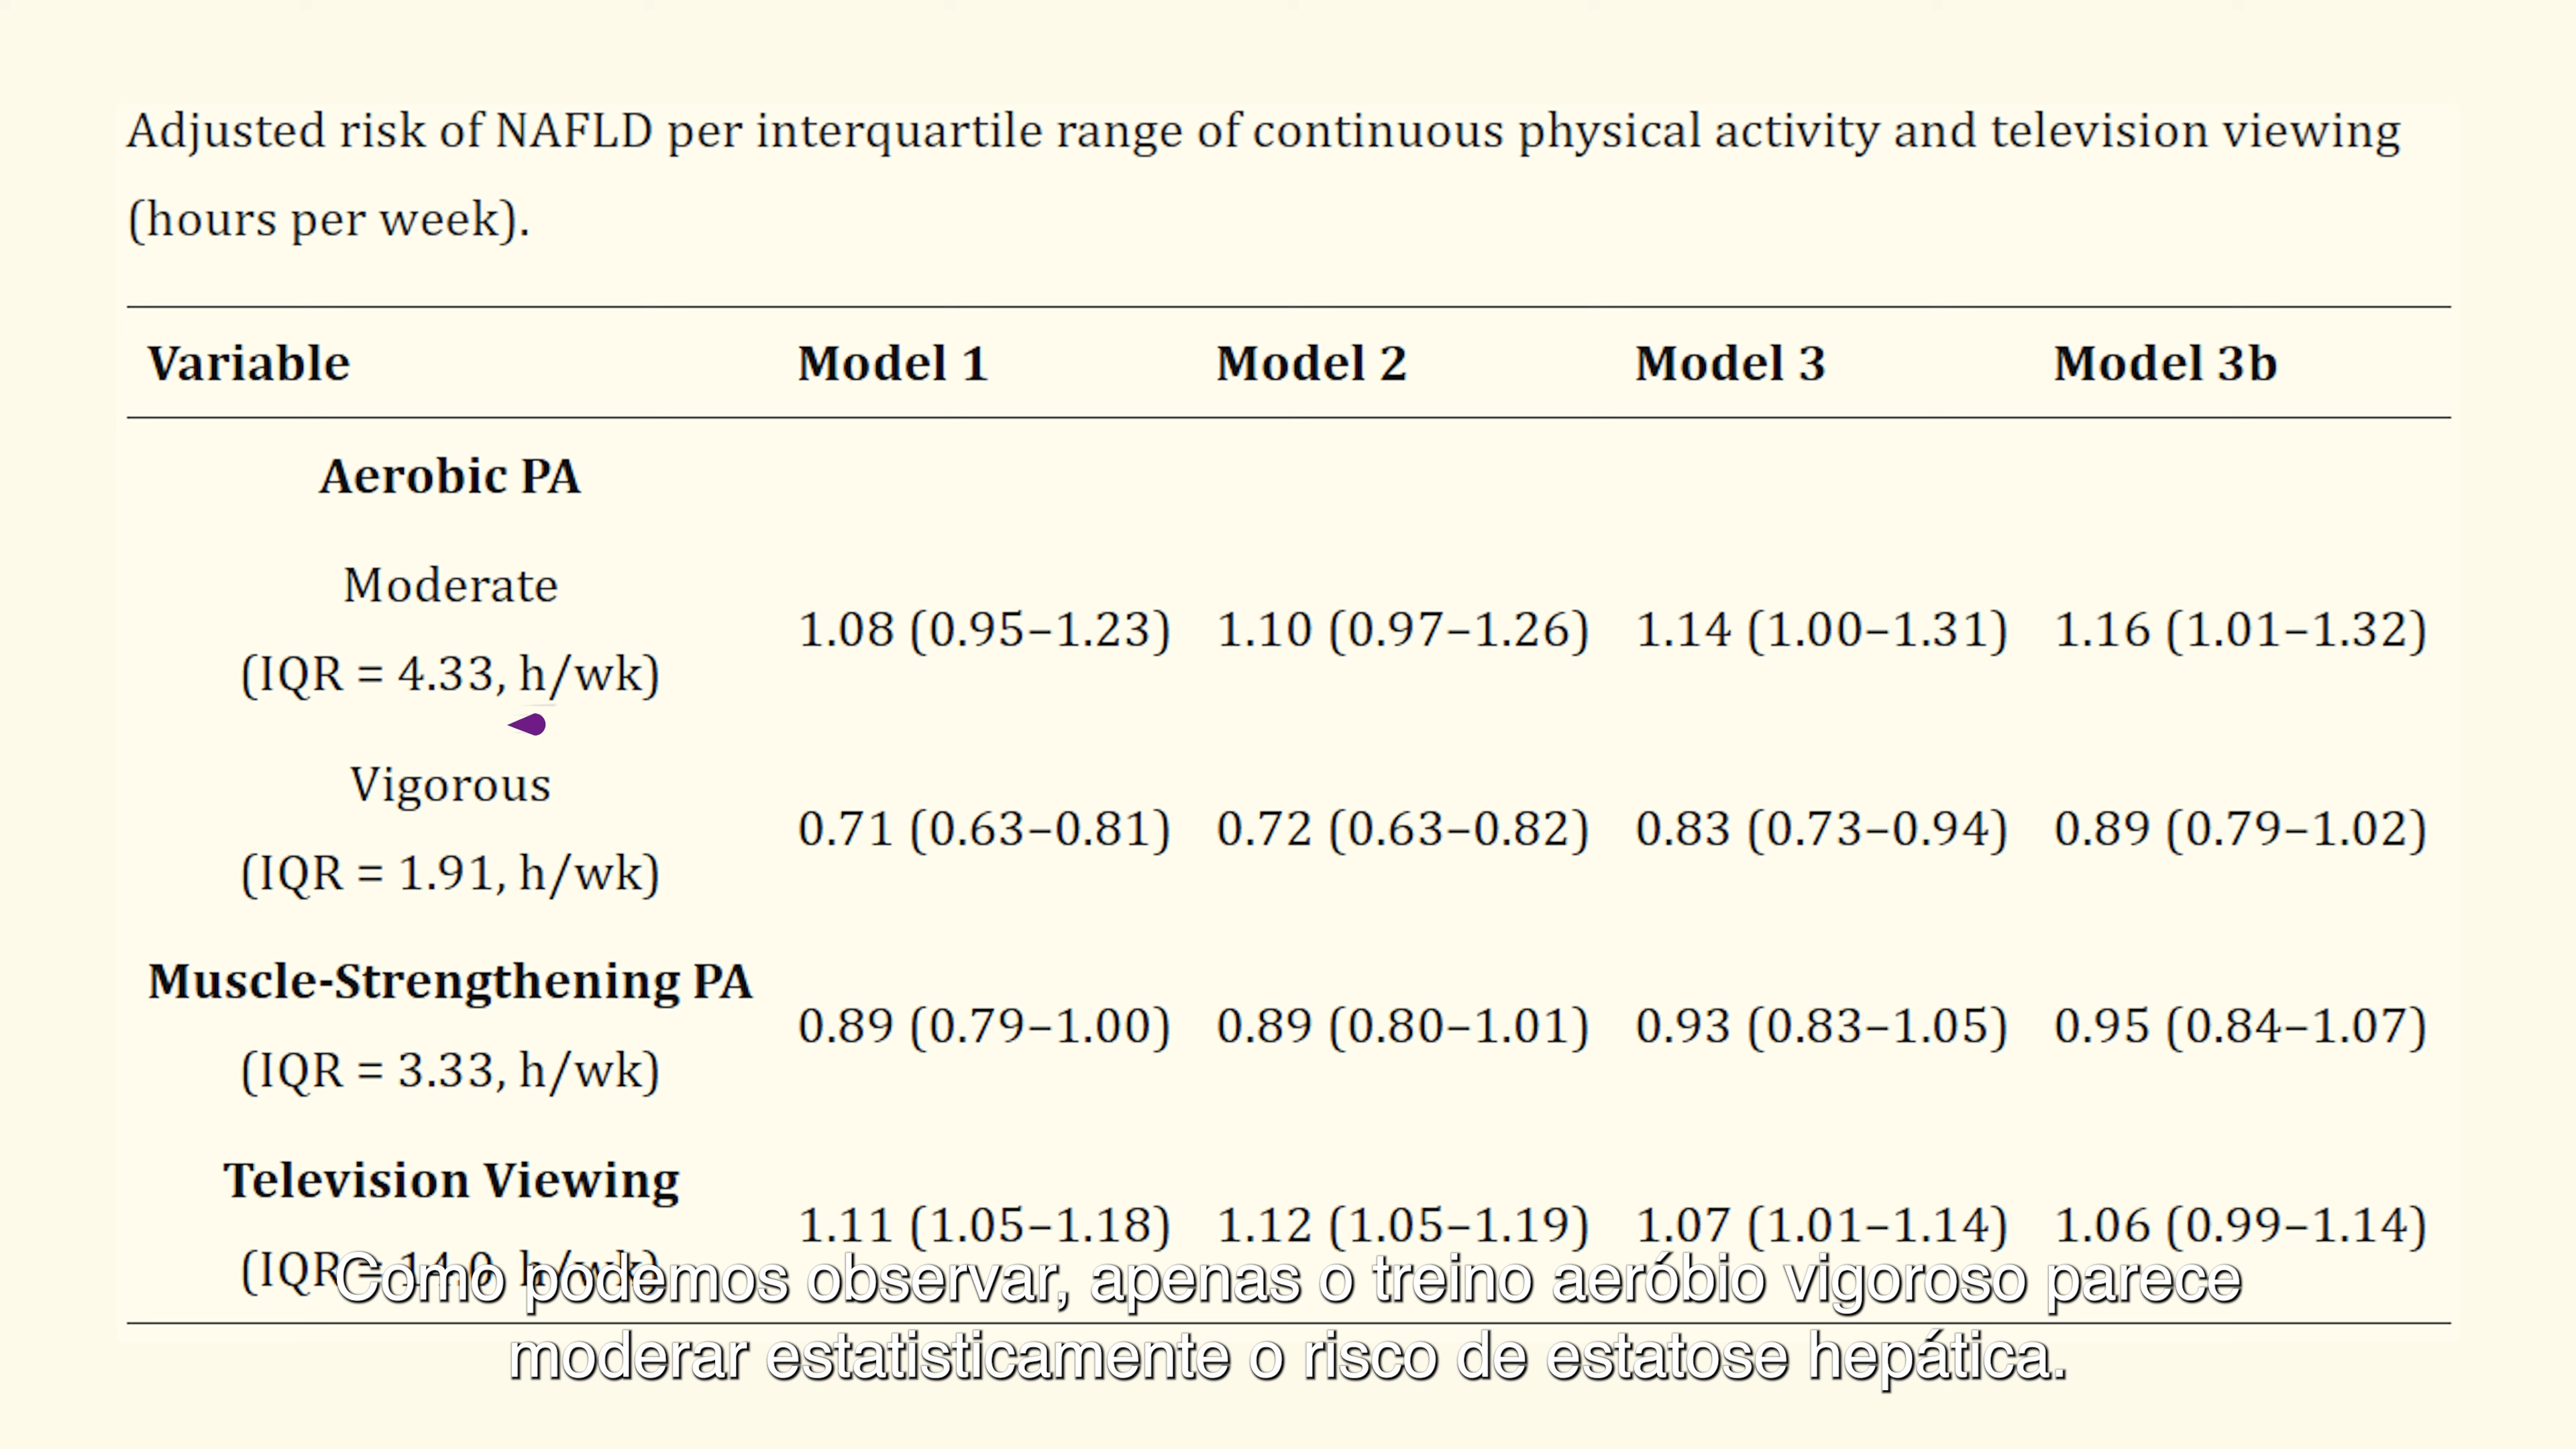 Adjusted risk of NAFLD per interquartile range of continuous physical activity and television viewing
(hours per week).
Variable Model 1 Model 2 Model 3 Model 3b
Aerobic PA
Moderate
(IQR = 4.33, h/wk) 1.08 (0.95–1.23) 1.10 (0.97–1.26) 1.14 (1.00–1.31) 1.16 (1.01–1.32)
Vigorous
(IQR = 1.91, h/wk) 0.71 (0.63–0.81) 0.72 (0.63–0.82) 0.83 (0.73–0.94) 0.89 (0.79–1.02)
Muscle-Strengthening PA
(IQR = 3.33, h/wk) 0.89 (0.79–1.00) 0.89 (0.80–1.01) 0.93 (0.83–1.05) 0.95 (0.84–1.07)
Television Viewing
(IQR = 14.0, h/wk) 1.11 (1.05–1.18) 1.12 (1.05–1.19) 1.07 (1.01–1.14) 1.06 (0.99–1.14)
Como podemos observar, apenas o treino aeróbio vigoroso parece
moderar estatisticamente o risco de estatose hepática.